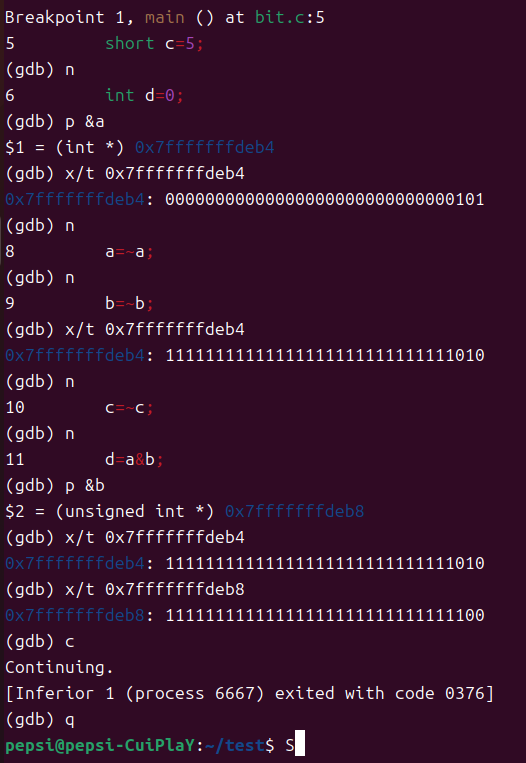 Breakpoint 1, main () at bit.c:5
5         short c=5;
(gdb) n
6         int d=0;
(gdb) p &a
$1 = (int *) 0x7fffffffdeb4
(gdb) x/t 0x7fffffffdeb4
0x7fffffffdeb4: 00000000000000000000000000000101
(gdb) n
8         a=~a;
(gdb) n
9         b=~b;
(gdb) x/t 0x7fffffffdeb4
0x7fffffffdeb4: 11111111111111111111111111111010
(gdb) n
10        c=~c;
(gdb) n
11        d=a&b;
(gdb) p &b
$2 = (unsigned int *) 0x7fffffffdeb8
(gdb) x/t 0x7fffffffdeb4
0x7fffffffdeb4: 11111111111111111111111111111010
(gdb) x/t 0x7fffffffdeb8
0x7fffffffdeb8: 11111111111111111111111111111100
(gdb) c
Continuing.
[Inferior 1 (process 6667) exited with code 0376]
(gdb) q
pepsi@pepsi-CuiPlaY:~/test$ S